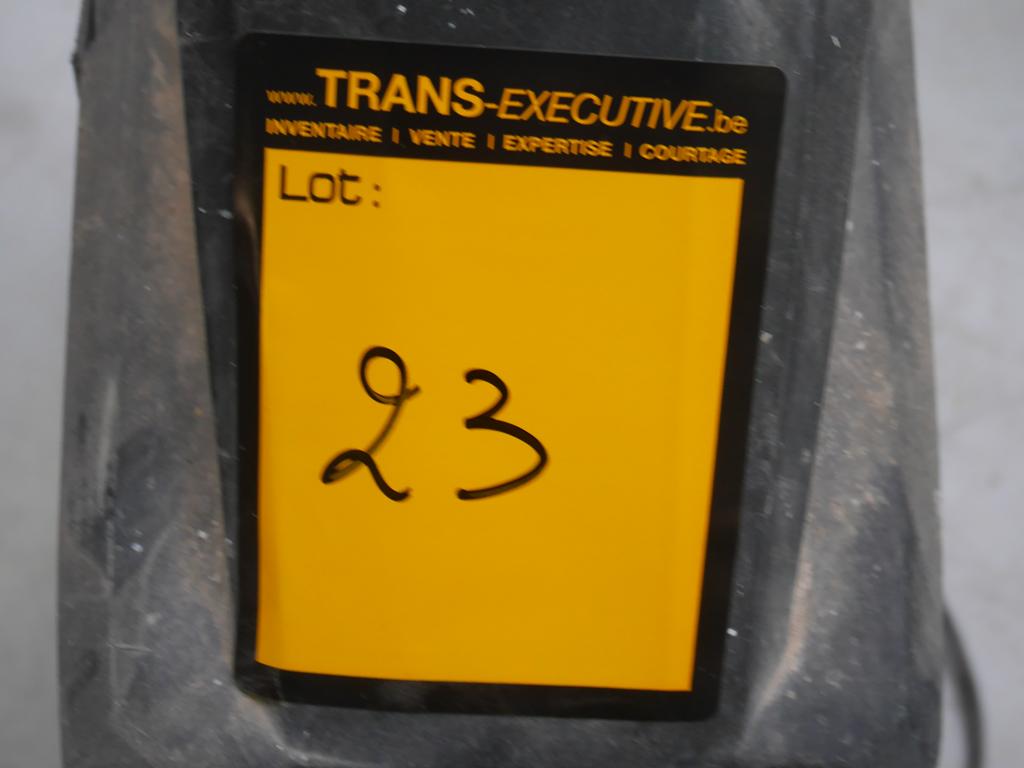 www.TRANS-EXECUTIVE.be
INVENTAIRE | VENTE | EXPERTISE | COURTAGE
Lot:
23